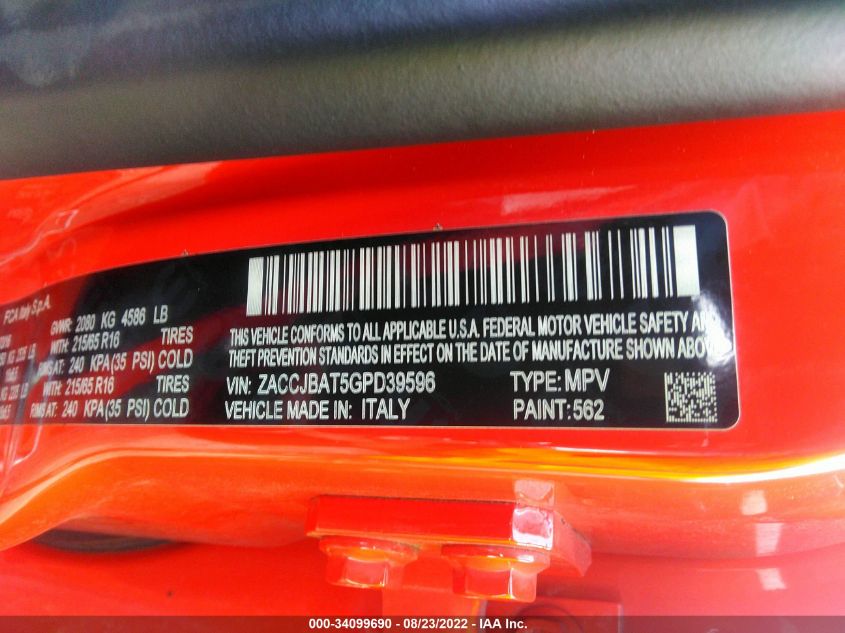 FCA Italy S.p.A.
GVWR: 2080 KG 4586 LB
WITH: 215/65 R16 TIRES
RIMS AT: 240 KPA(35 PSI) COLD
WITH: 215/65 R16 TIRES
RIMS AT: 240 KPA(35 PSI) COLD
THIS VEHICLE CONFORMS TO ALL APPLICABLE U.S.A. FEDERAL MOTOR VEHICLE SAFETY AND
THEFT PREVENTION STANDARDS IN EFFECT ON THE DATE OF MANUFACTURE SHOWN ABOVE.
VIN: ZACCJBAT5GPD39596 TYPE: MPV
VEHICLE MADE IN: ITALY PAINT: 562
000-34099690 - 08/23/2022 - IAA Inc.